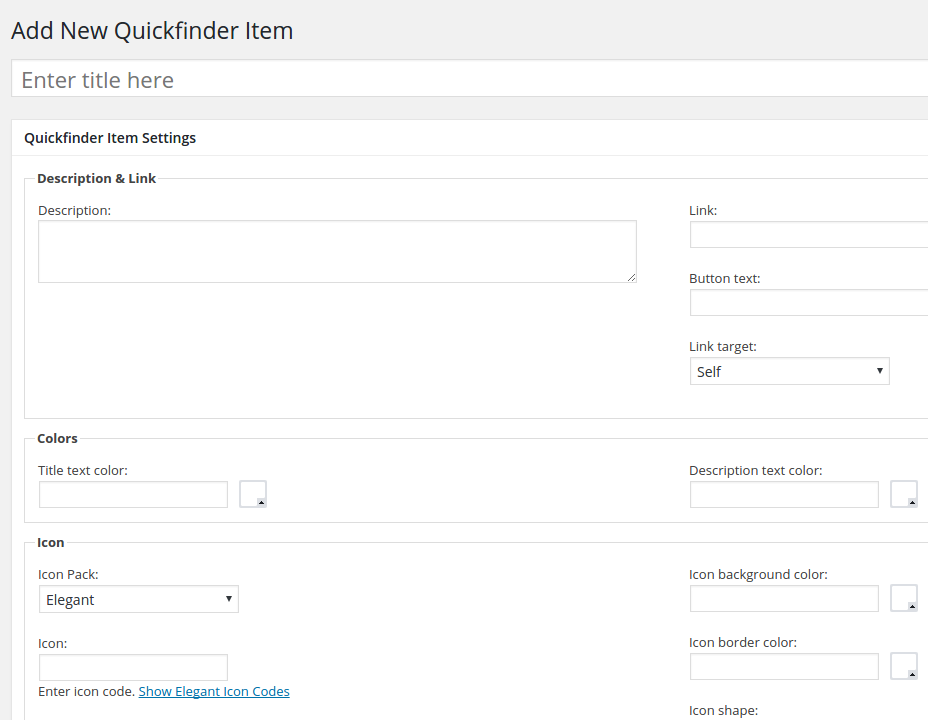 Add New Quickfinder Item
Enter title here
Quickfinder Item Settings
Description & Link
Description:
Link:
Button text:
Link target:
Self
Colors
Title text color:
Description text color:
Icon
Icon Pack:
Elegant
Icon background color:
Icon:
Icon border color:
Enter icon code. Show Elegant Icon Codes
Icon shape: